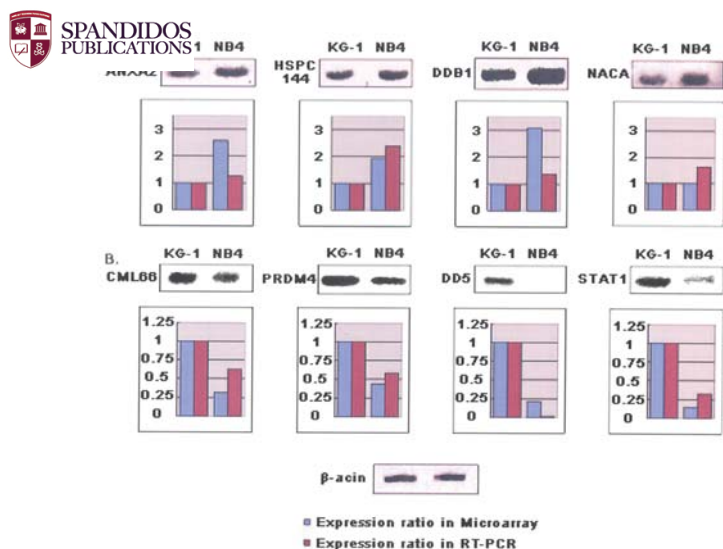 SPANDIDOS
PUBLICATIONS
KG-1 NB4
ANXA2
KG-1 NB4
HSPC
144
KG-1 NB4
DDB1
KG-1 NB4
NACA
3
2
1
0
3
2
1
0
3
2
1
0
3
2
1
0
B.
KG-1 NB4
CML66
KG-1 NB4
PRDM4
KG-1 NB4
DD5
KG-1 NB4
STAT1
1.25
1
0.75
0.5
0.25
0
1.25
1
0.75
0.5
0.25
0
1.25
1
0.75
0.5
0.25
0
1.25
1
0.75
0.5
0.25
0
β-acin
Expression ratio in Microarray
Expression ratio in RT-PCR